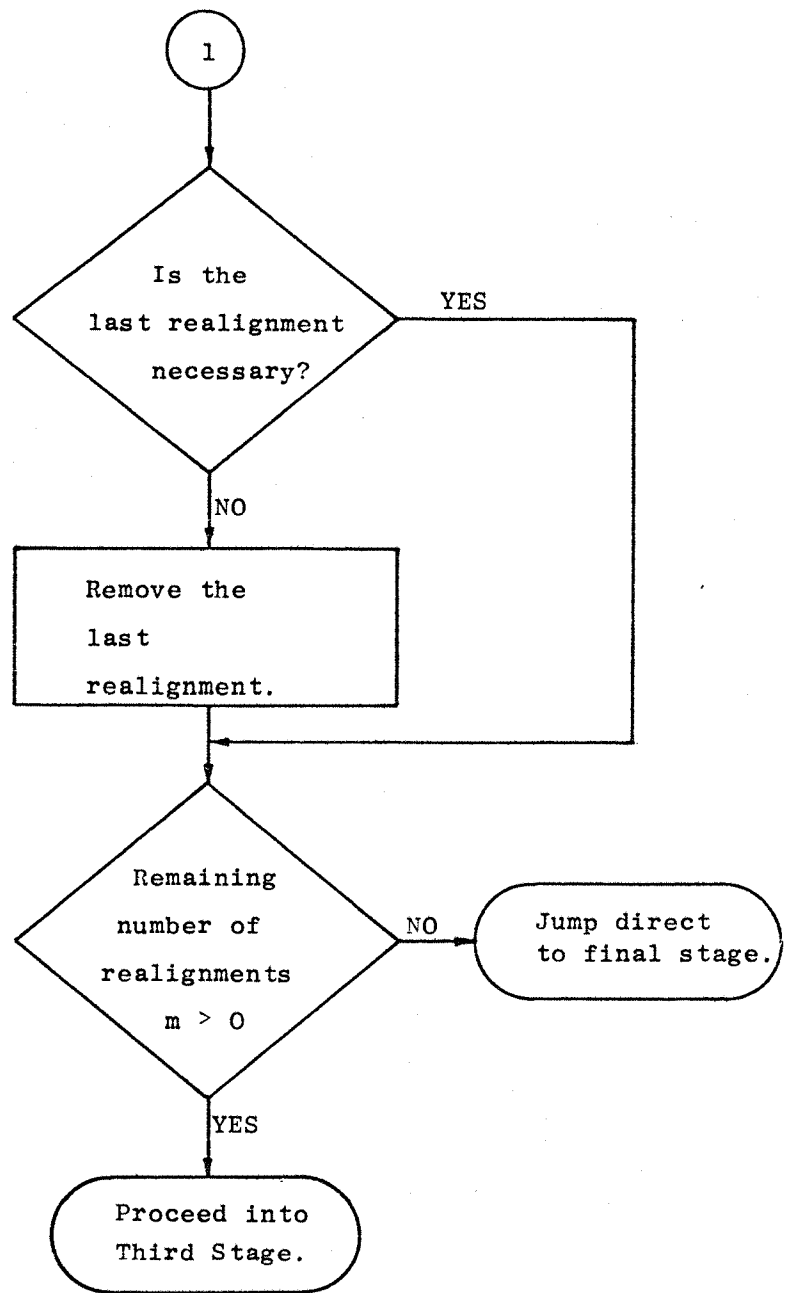 1
Is the
last realignment
necessary?
YES
NO
Remove the
last
realignment.
Remaining
number of
realignments
m > 0
NO
Jump direct
to final stage.
YES
Proceed into
Third Stage.